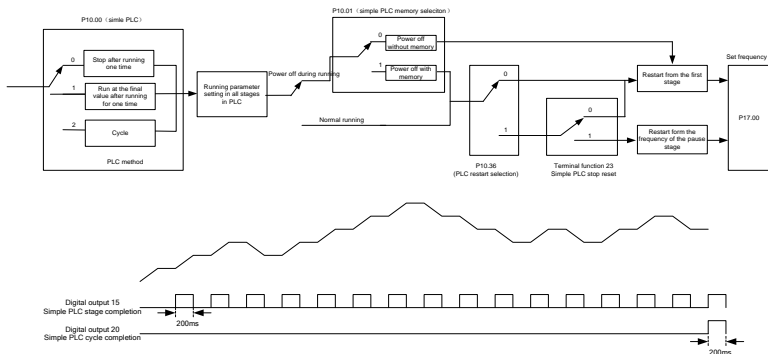 P10.00（simle PLC）
P10.01（simple PLC memory seleciton）
0
Stop after running
one time
1
Run at the final
value after running
for one time
2
Cycle
PLC method
Running parameter
setting in all stages
in PLC
Power off during running
0
Power off
without memory
1
Power off with
memory
Normal running
0
1
P10.36
(PLC restart selection)
0
1
Terminal function 23
Simple PLC stop reset
Restart from the first
stage
Restart form the
frequency of the pause
stage
Set frequency
P17.00
Digital output 15
Simple PLC stage completion
200ms
Digital output 20
Simple PLC cycle completion
200ms